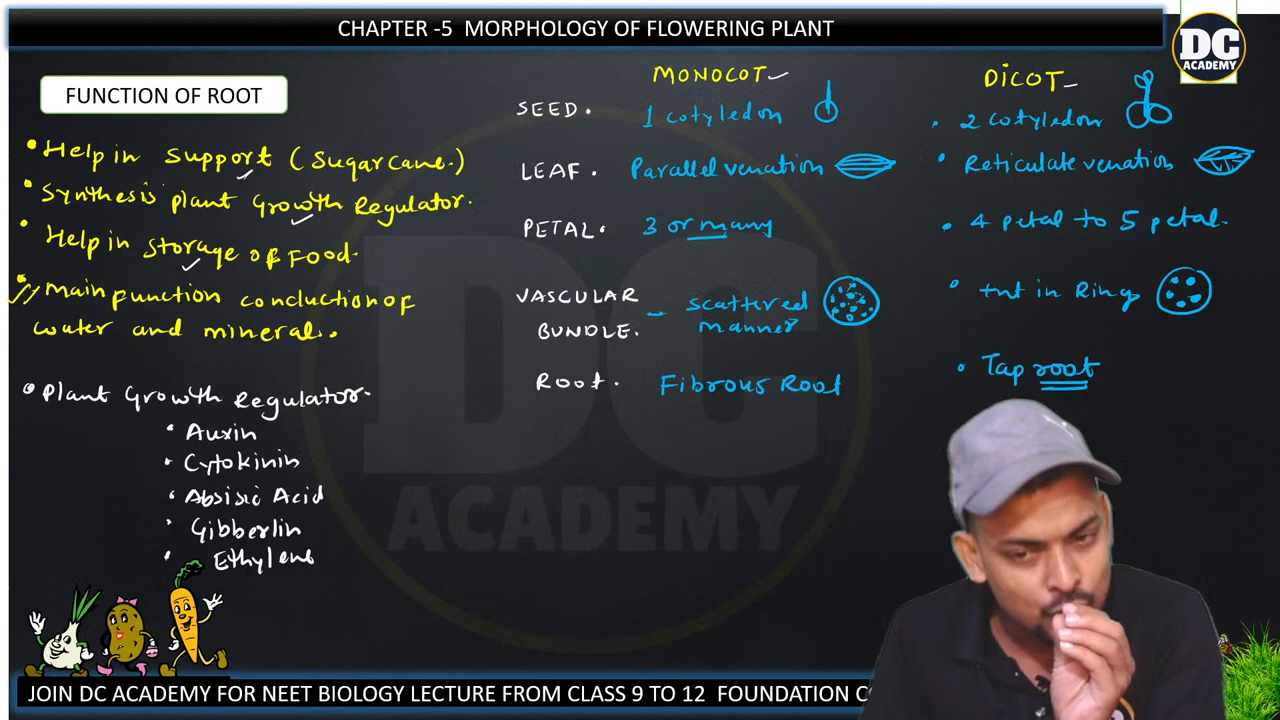 CHAPTER -5 MORPHOLOGY OF FLOWERING PLANT
DC
ACADEMY
FUNCTION OF ROOT
• Help in support (Sugarcane.)
• Synthesis plant Growth Regulator.
• Help in storage of Food.
• Main function conduction of
water and mineral..
• Plant Growth Regulator.
• Auxin
• Cytokinin
• Absisic Acid
• Gibberlin
• Ethylene
MONOCOT
DICOT
SEED. 1 cotyledon • 2 cotyledon
LEAF. Parallel venation • Reticulate venation
PETAL. 3 or many • 4 petal to 5 petal.
VASCULAR
BUNDLE.
– scattered
manner
• in Ring
ROOT. Fibrous Root • Tap root
DC
ACADEMY
JOIN DC ACADEMY FOR NEET BIOLOGY LECTURE FROM CLASS 9 TO 12 FOUNDATION